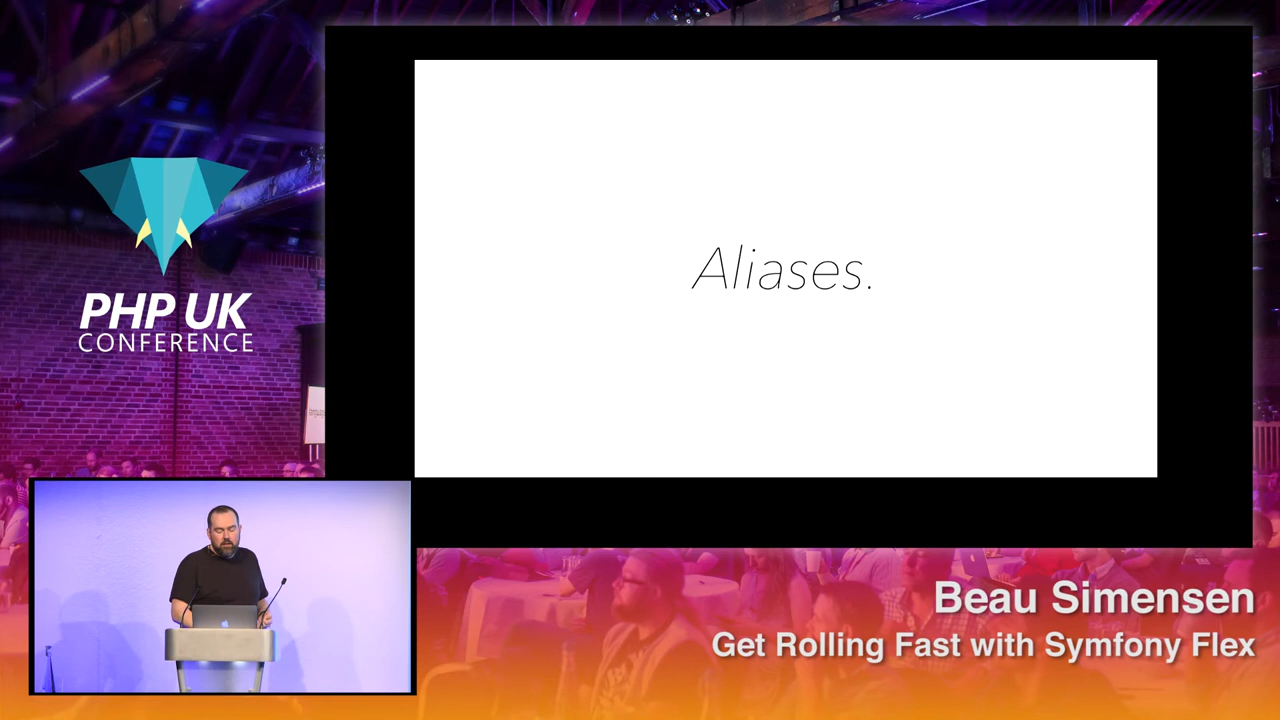 Aliases.
PHP UK
CONFERENCE
Beau Simensen
Get Rolling Fast with Symfony Flex